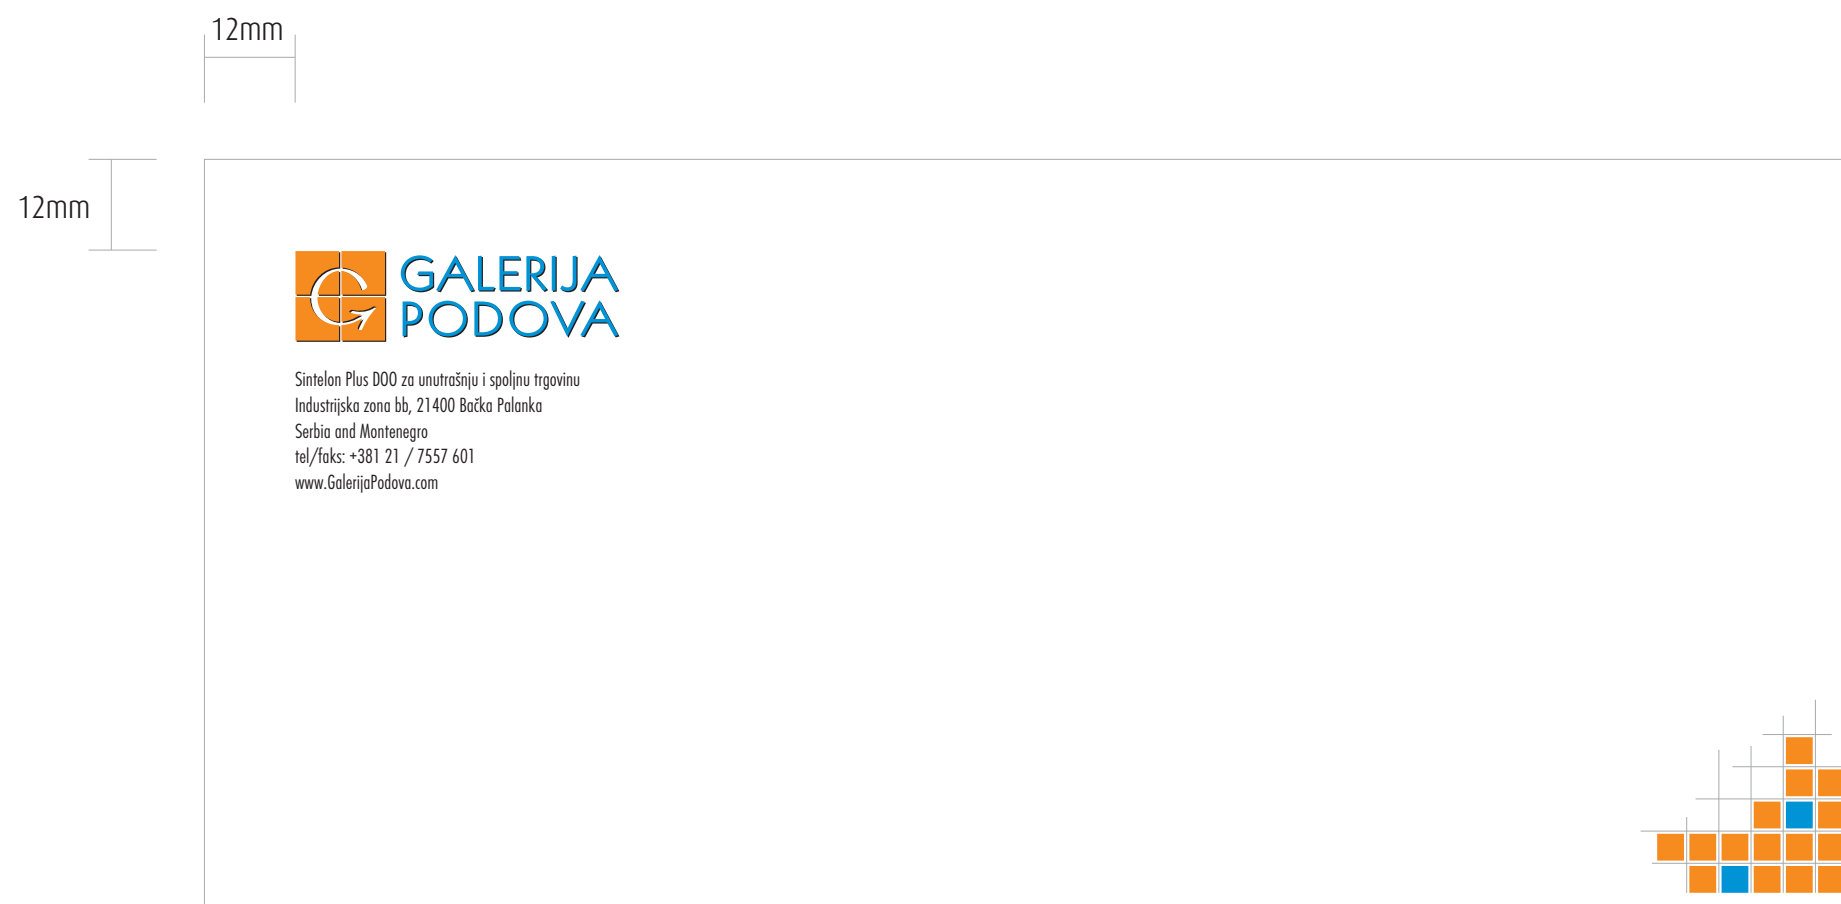 12mm
12mm
GALERIJA
PODOVA
Sintelon Plus DOO za unutrašnju i spoljnu trgovinu
Industrijska zona bb, 21400 Bačka Palanka
Serbia and Montenegro
tel/faks: +381 21 / 7557 601
www.GalerijaPodova.com